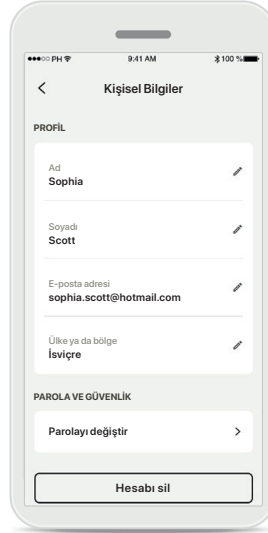 PH 9:41 AM 100 %
Kişisel Bilgiler
PROFİL
Ad
Sophia
Soyadı
Scott
E-posta adresi
sophia.scott@hotmail.com
Ülke ya da bölge
İsviçre
PAROLA VE GÜVENLİK
Parolayı değiştir
Hesabı sil